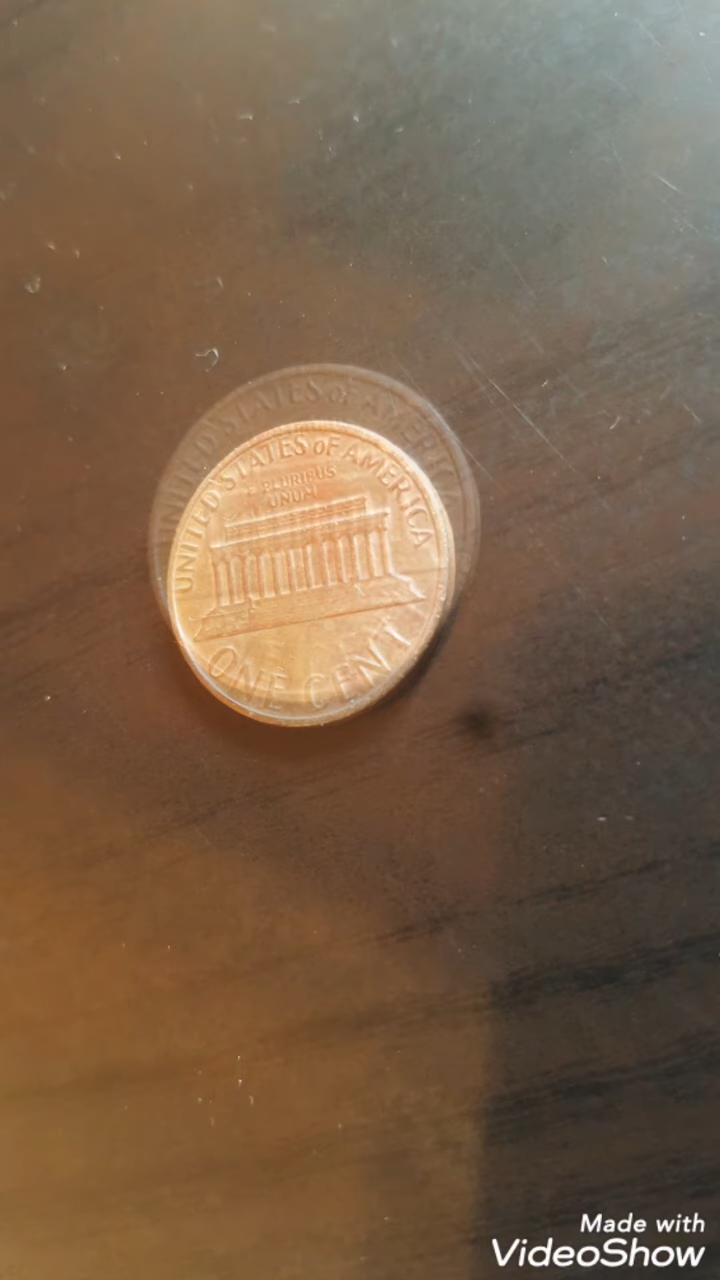 UNITED STATES OF AMERICA
E PLURIBUS
UNUM
ONE CENT
Made with
VideoShow